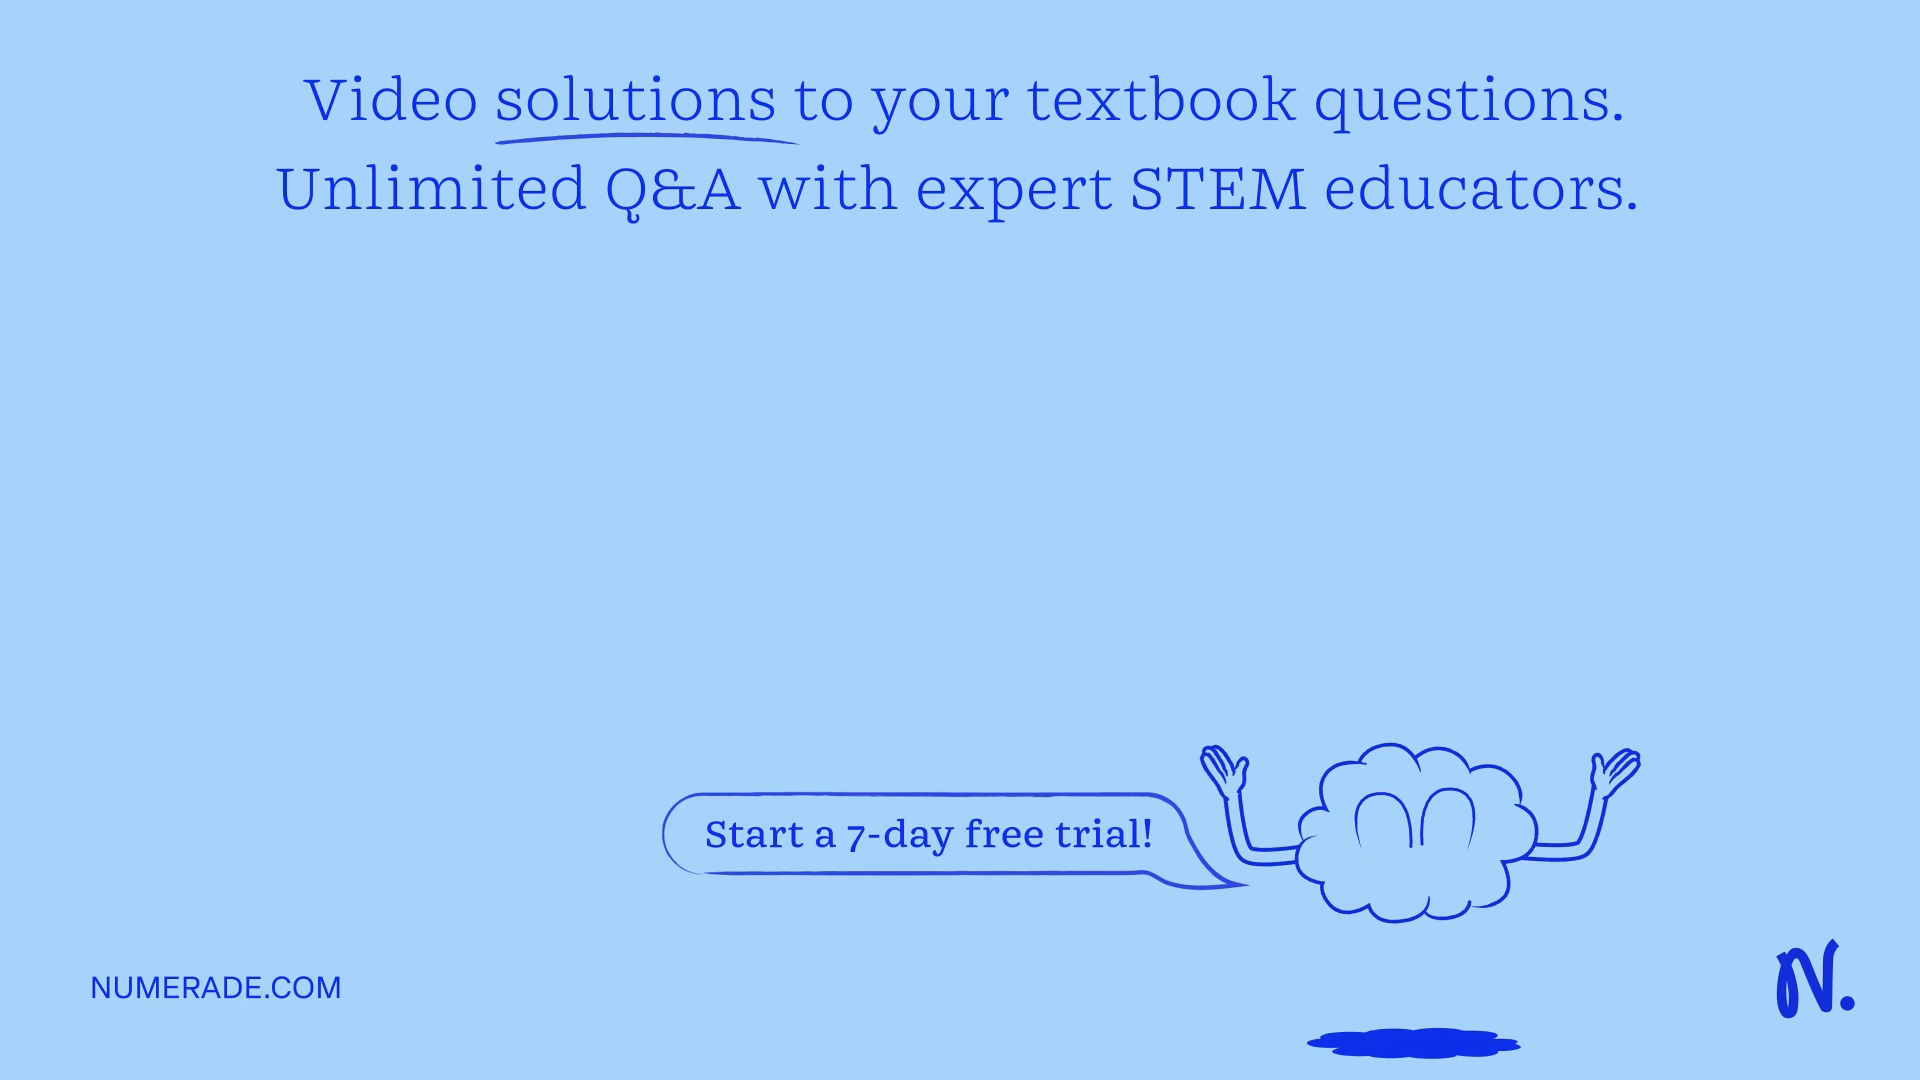 Video solutions to your textbook questions.
Unlimited Q&A with expert STEM educators.
Start a 7-day free trial!
NUMERADE.COM
N.